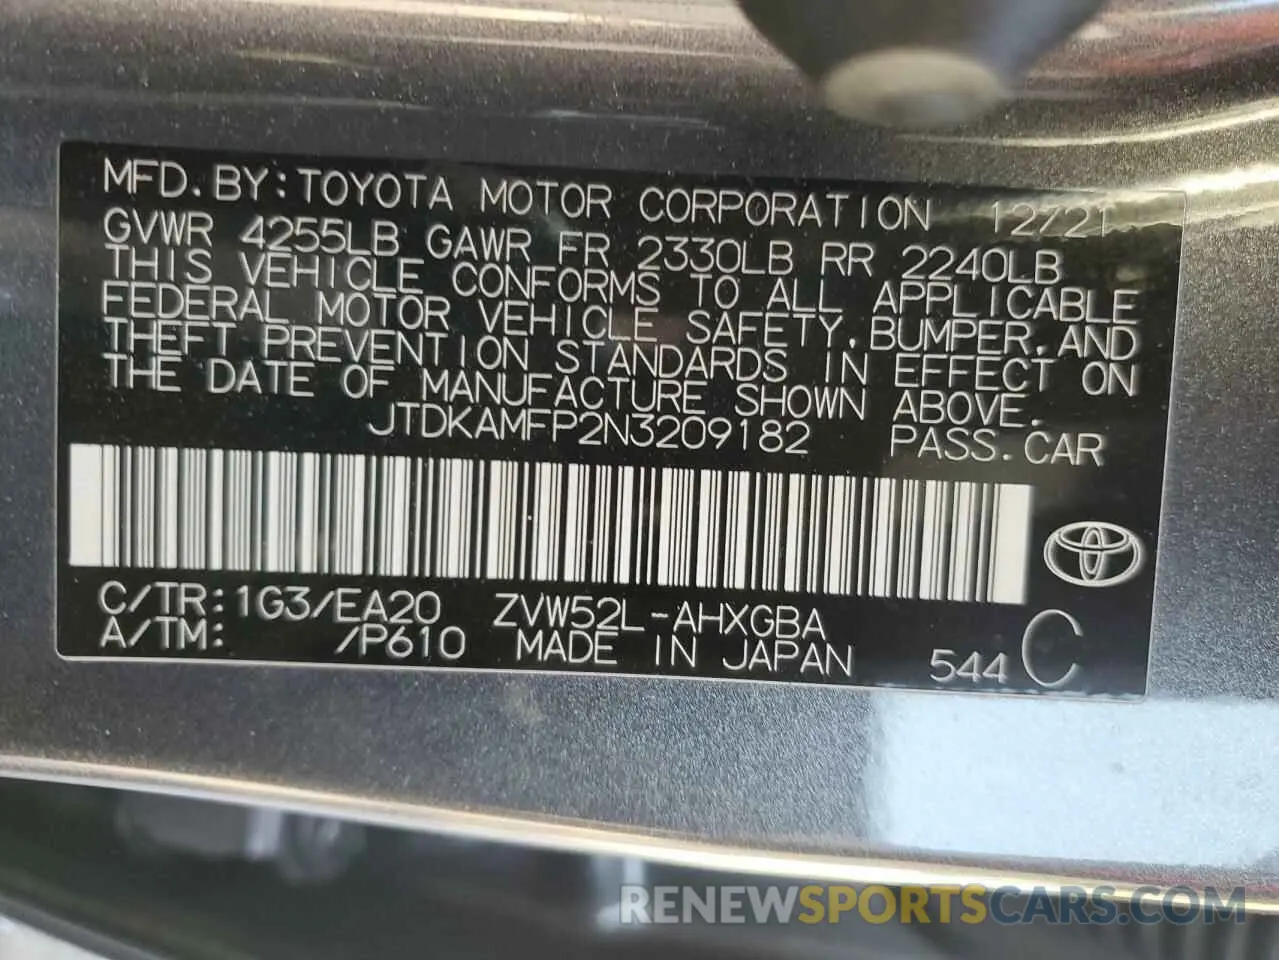 MFD.BY:TOYOTA MOTOR CORPORATION 12/21
GVWR 4255LB GAWR FR 2330LB RR 2240LB
THIS VEHICLE CONFORMS TO ALL APPLICABLE
FEDERAL MOTOR VEHICLE SAFETY,BUMPER,AND
THEFT PREVENTION STANDARDS IN EFFECT ON
THE DATE OF MANUFACTURE SHOWN ABOVE.
JTDKAMFP2N3209182 PASS.CAR
C/TR:1G3/EA20 ZVW52L-AHXGBA
A/TM: /P610 MADE IN JAPAN 544 C
RENEWSPORTSCARS.COM